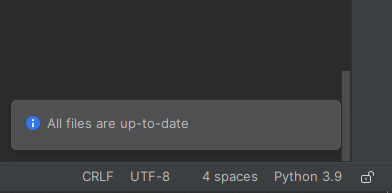 All files are up-to-date
CRLF UTF-8 4 spaces Python 3.9